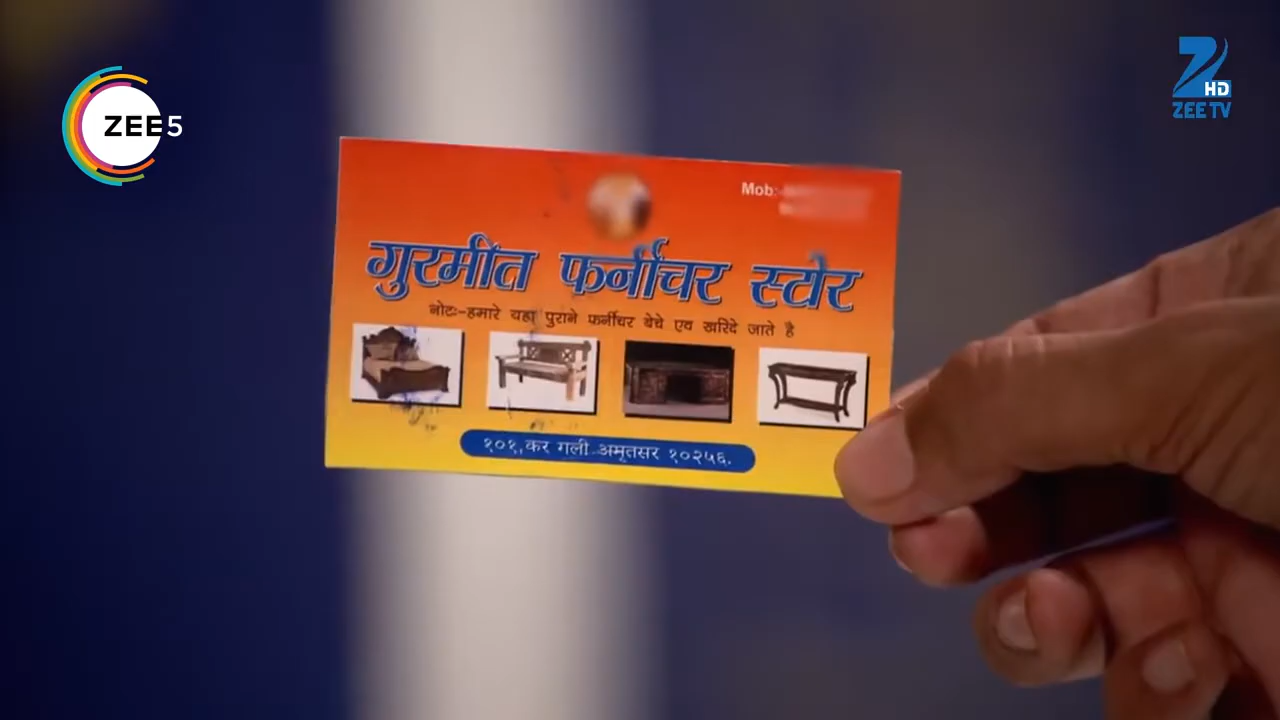 ZEE5
HD
ZEE TV
Mob:
गुरमीत फर्नीचर स्टोर
नोटः-हमारे यहा पुराने फर्नीचर बेचे एव खरिदे जाते है
१०१,कर गली अमृतसर १०२५६.